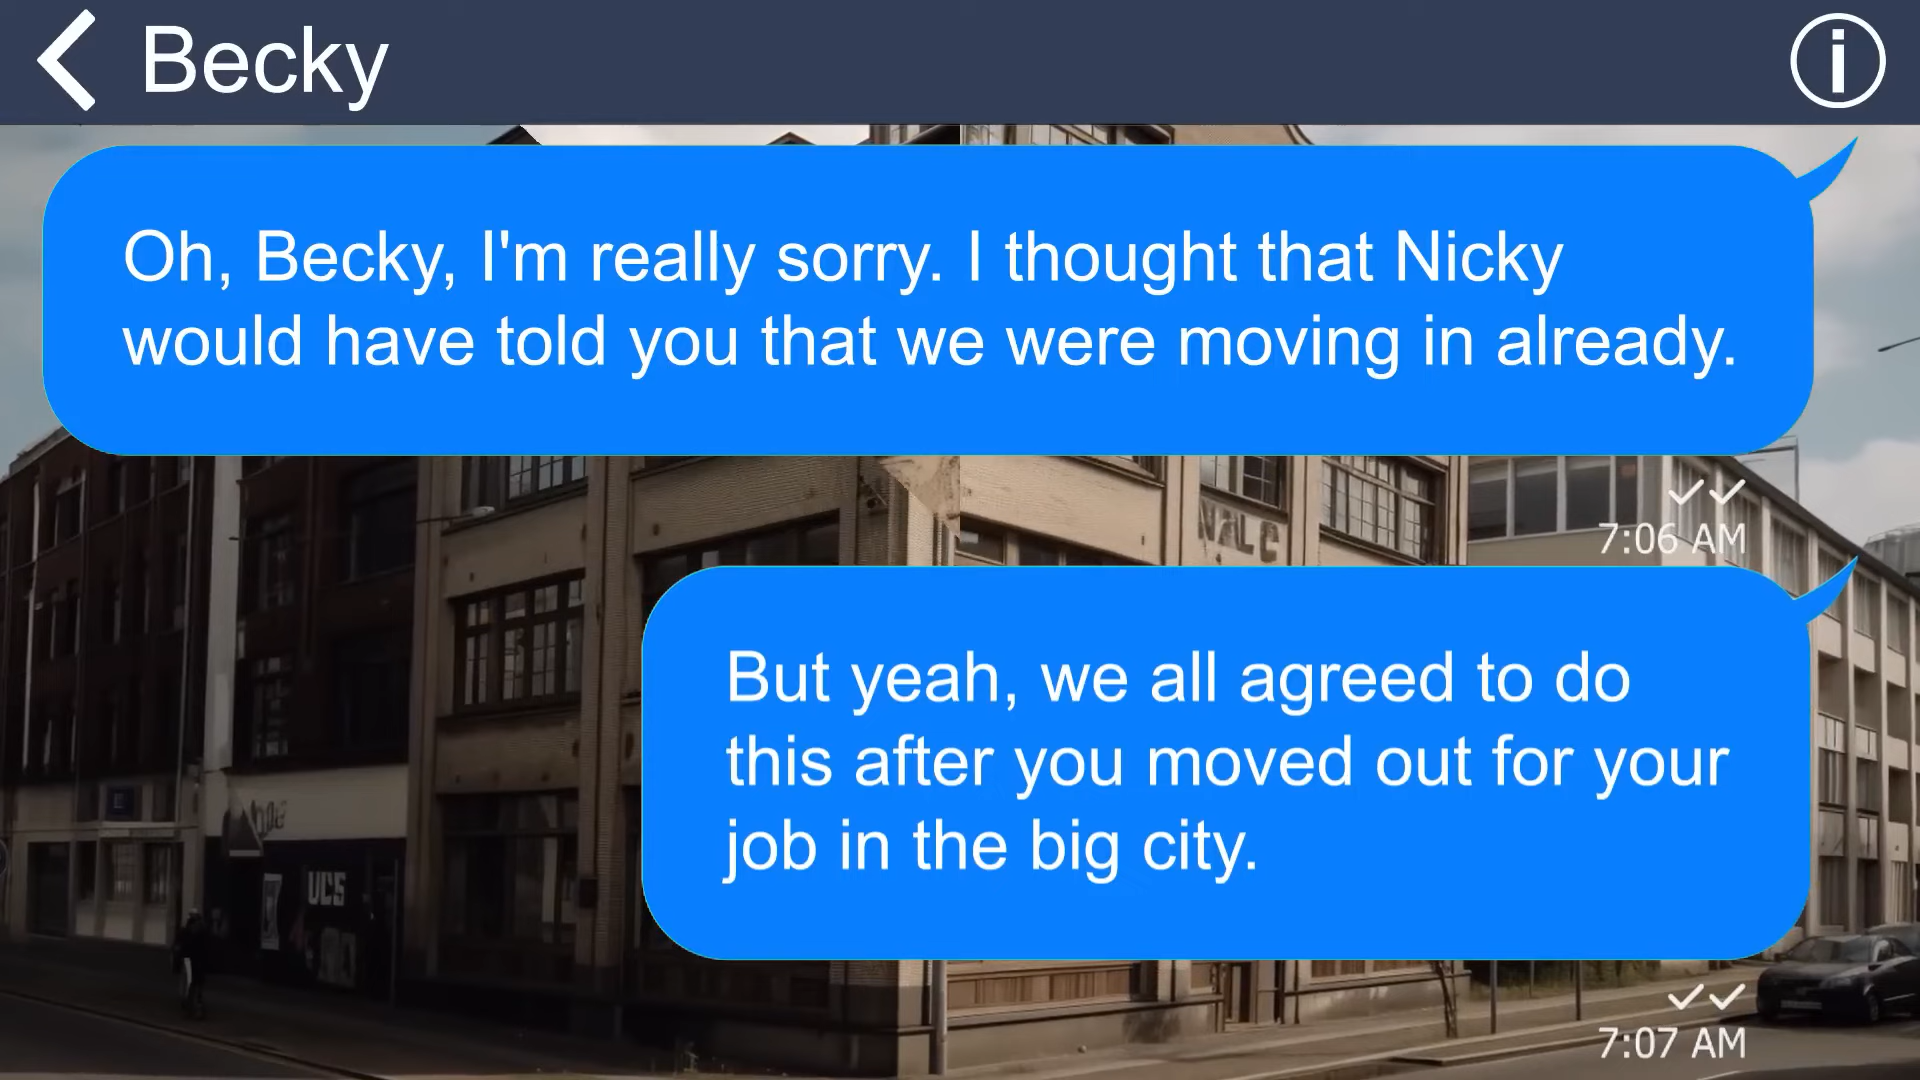 Becky
Oh, Becky, I'm really sorry. I thought that Nicky
would have told you that we were moving in already.
7:06 AM
NALC
But yeah, we all agreed to do
this after you moved out for your
job in the big city.
UCS
7:07 AM